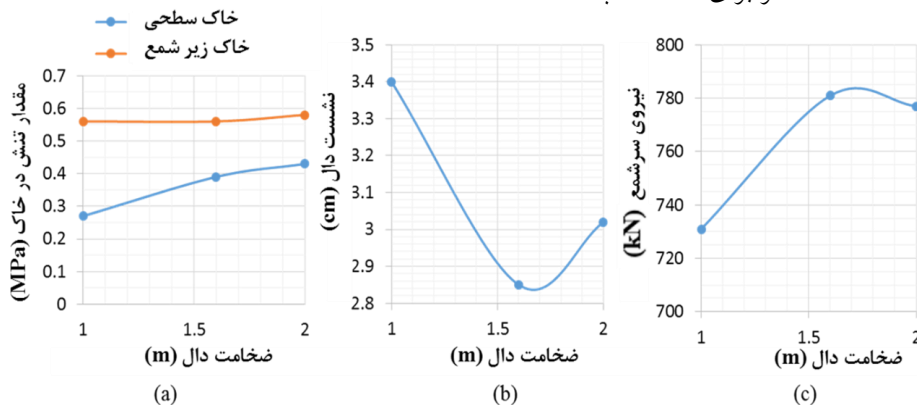 خاک سطحی
خاک زیر شمع
مقدار تنش در خاک (MPa)
0.7
0.6
0.5
0.4
0.3
0.2
0.1
0
1
1.5
2
ضخامت دال (m)
(a)
نشست دال (cm)
3.5
3.4
3.3
3.2
3.1
3
2.9
2.8
1
1.5
2
ضخامت دال (m)
(b)
نیروی سرشمع (kN)
800
780
760
740
720
700
1
1.5
2
ضخامت دال (m)
(c)